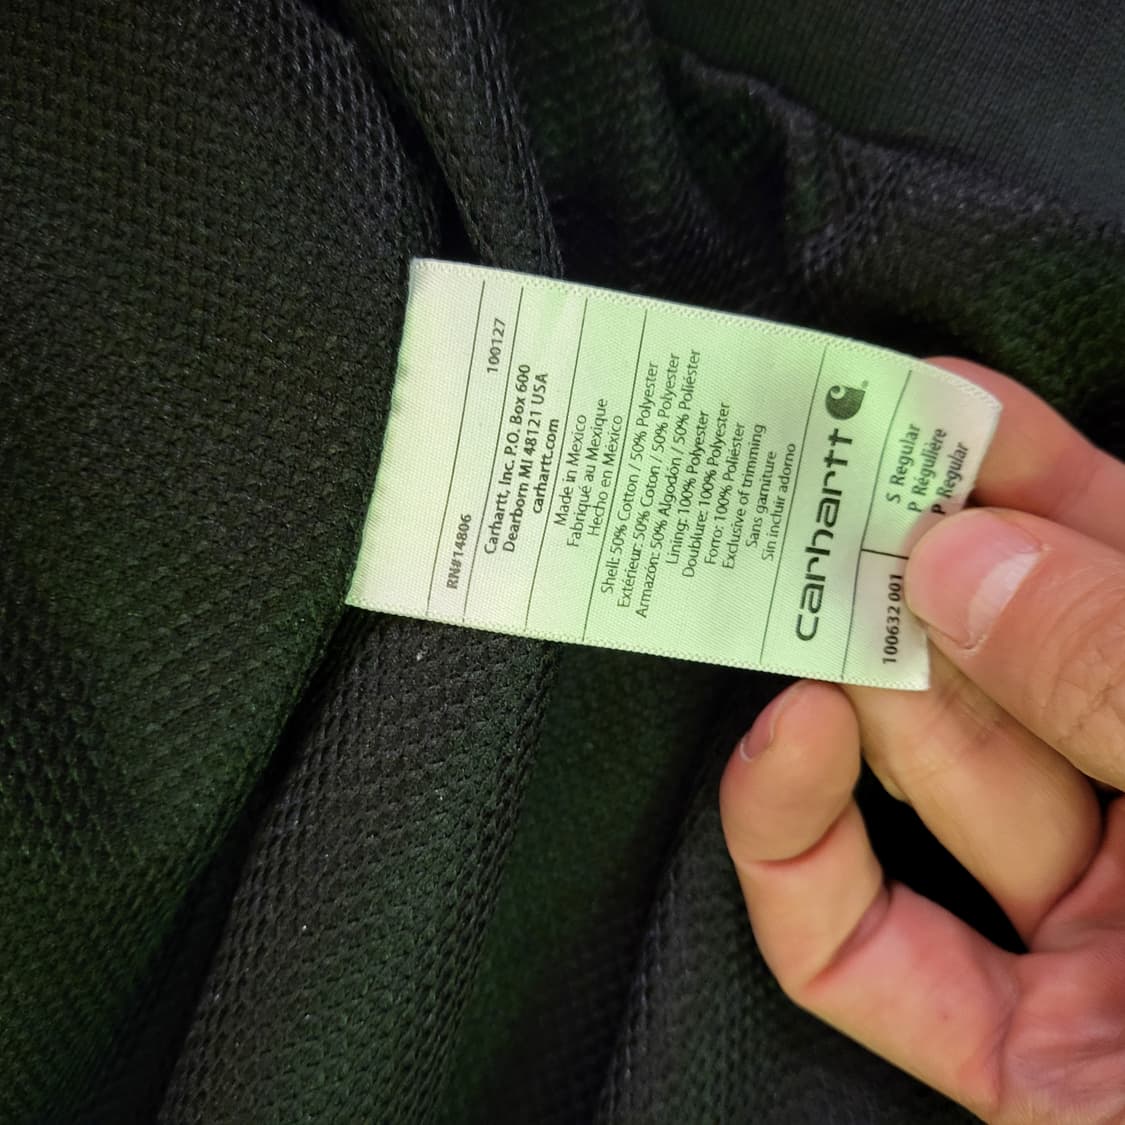 100632 001
S Regular
P Régulière
P Regular
carhartt
Shell: 50% Cotton / 50% Polyester
Extérieur: 50% Coton / 50% Polyester
Armazón: 50% Algodón / 50% Poliéster
Lining: 100% Polyester
Doublure: 100% Polyester
Forro: 100% Poliéster
Exclusive of trimming
Sans garniture
Sin incluir adorno
Made in Mexico
Fabriqué au Mexique
Hecho en México
Carhartt, Inc. P.O. Box 600
Dearborn MI 48121 USA
carhartt.com
RN#14806 100127